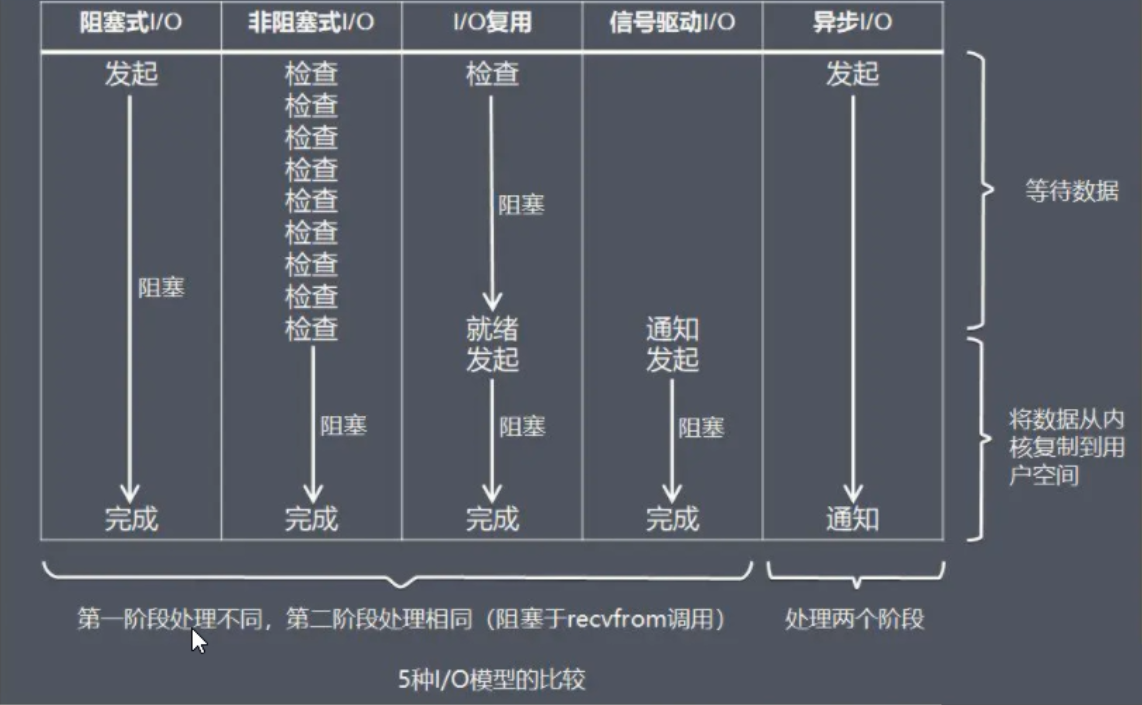 阻塞式I/O 非阻塞式I/O I/O复用 信号驱动I/O 异步I/O
发起 检查 检查 发起
检查
检查
检查
检查 阻塞
检查
检查
阻塞
检查
检查 就绪 通知
发起 发起
阻塞 阻塞 阻塞
完成 完成 完成 完成 通知
等待数据
将数据从内
核复制到用
户空间
第一阶段处理不同，第二阶段处理相同（阻塞于recvfrom调用） 处理两个阶段
5种I/O模型的比较